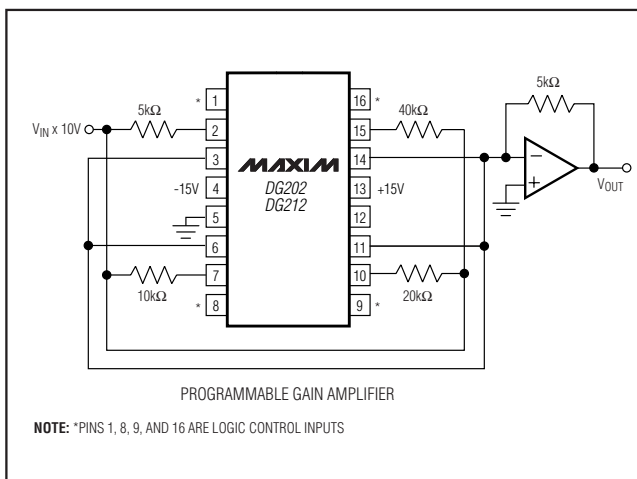 5kΩ
* 1
16 *
5kΩ
40kΩ
VIN x 10V
2
15
3
14
-
MAXIM
-15V
4
DG202
DG212
13
+15V
+
VOUT
5
12
6
11
7
10
10kΩ
20kΩ
* 8
9 *
PROGRAMMABLE GAIN AMPLIFIER
NOTE: *PINS 1, 8, 9, AND 16 ARE LOGIC CONTROL INPUTS